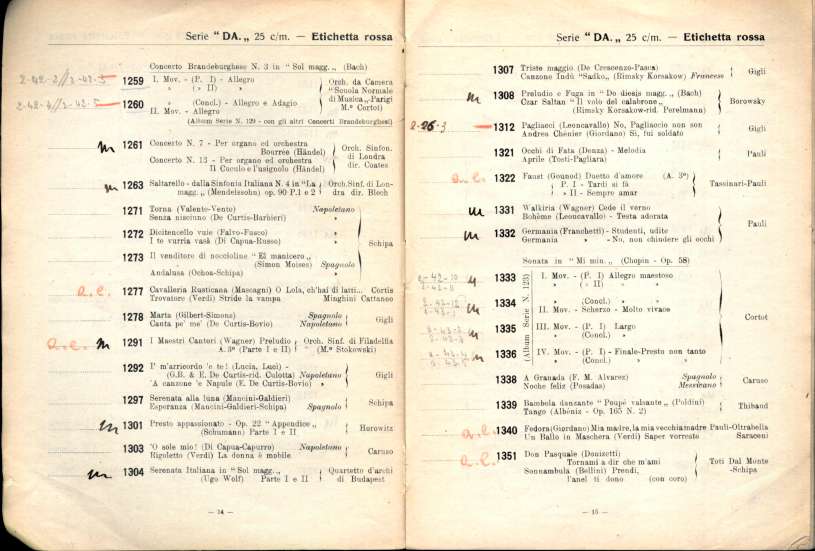 Serie "DA.„ 25 c/m. — Etichetta rossa
Concerto Brandeburghese N. 3 in "Sol magg.„ (Bach)
1259 I. Mov. - (P. I) - Allegro
» (» II) »
1260 » (Concl.) - Allegro e Adagio
II. Mov. - Allegro
Orch. da Camera
"Scuola Normale
di Musica„-Parigi
M.º Cortot)
(Album Serie N. 129 - con gli altri Concerti Brandeburghesi)
1261 Concerto N. 7 - Per organo ed orchestra
Bourrée (Händel)
Concerto N. 13 - Per organo ed orchestra
Il Cuculo e l'usignolo (Händel)
Orch. Sinfon.
di Londra
dir. Coates
1263 Saltarello - dalla Sinfonia Italiana N. 4 in "La
magg.„ (Mendelssohn) op. 90 P. I e 2
Orch. Sinf. di Lon-
dra dir. Blech
1271 Torna (Valente-Vento) Napoletano
Senza nisciuno (De Curtis-Barbieri) »
1272 Dicitencello vuie (Falvo-Fusco) »
I te vurria vasà (Di Capua-Russo) »
Schipa
1273 Il venditore di noccioline "El manicero„
(Simon Moises) Spagnolo
Andalusa (Ochoa-Schipa) »
a. c. 1277 Cavalleria Rusticana (Mascagni) O Lola, ch'hai di latti... Cortis
Trovatore (Verdi) Stride la vampa Minghini Cattaneo
1278 Marta (Gilbert-Simons) Spagnolo
Canta pe' me' (De Curtis-Bovio) Napoletano
Gigli
a. c. 1291 I Maestri Cantori (Wagner) Preludio
A. 3º (Parte I e II)
Orch. Sinf. di Filadelfia
(M.º Stokowski)
1292 I' m'arricordo 'e te! (Lucia, Luci) -
(G.B. & E. De Curtis-rid. Culotta) Napoletano
'A canzone 'e Napule (E. De Curtis-Bovio) »
Gigli
1297 Serenata alla luna (Mancini-Galdieri)
Esperanza (Mancini-Galdieri-Schipa) Spagnolo
Schipa
1301 Presto appassionato - Op. 22 "Appendice„
(Schumann) Parte I e II
Horowitz
1303 'O sole mio! (Di Capua-Capurro) Napoletano
Rigoletto (Verdi) La donna è mobile
Caruso
1304 Serenata Italiana in "Sol magg.„
(Ugo Wolf) Parte I e II
Quartetto d'archi
di Budapest
— 14 —
Serie "DA.„ 25 c/m. — Etichetta rossa
1307 Triste maggio (De Crescenzo-Pasca)
Canzone Indù "Sadko„ (Rimsky Korsakow) Francese
Gigli
1308 Preludio e Fuga in "Do diesis magg.„ (Bach)
Czar Saltan "Il volo del calabrone„
(Rimsky Korsakow-rid. Perelmann)
Borowsky
1312 Pagliacci (Leoncavallo) No, Pagliaccio non son
Andrea Chénier (Giordano) Sì, fui soldato
Gigli
1321 Occhi di Fata (Denza) - Melodia
Aprile (Tosti-Pagliara)
Pauli
a. c. 1322 Faust (Gounod) Duetto d'amore (A. 3º)
P. I - Tardi si fa
» II - Sempre amar
Tassinari-Pauli
1331 Walkiria (Wagner) Cede il verno
Bohème (Leoncavallo) - Testa adorata
1332 Germania (Franchetti) - Studenti, udite
Germania » - No, non chiudere gli occhi
Pauli
Sonata in "Mi min.„ (Chopin - Op. 58)
(Album Serie N. 123)
1333 I. Mov. - (P. I) Allegro maestoso
» (» II) » »
1334 » (Concl.) » »
II. Mov. - Scherzo - Molto vivace
1335 III. Mov. - (P. I) Largo
» (Concl.) »
1336 IV. Mov. - (P. I) - Finale-Presto non tanto
» (Concl.) » »
Cortot
1338 A Granada (F. M. Alvarez) Spagnolo
Noche feliz (Posadas) Messicano
Caruso
1339 Bambola danzante "Poupé valsante„ (Poldini)
Tango (Albéniz - Op. 165 N. 2)
Thibaud
a. c. 1340 Fedora (Giordano) Mia madre, la mia vecchia madre Pauli-Oltrabella
Un Ballo in Maschera (Verdi) Saper vorreste Saraceni
a. c. 1351 Don Pasquale (Donizetti)
Tornami a dir che m'ami
Sonnambula (Bellini) Prendi,
l'anel ti dono (con coro)
Toti Dal Monte
-Schipa
— 15 —